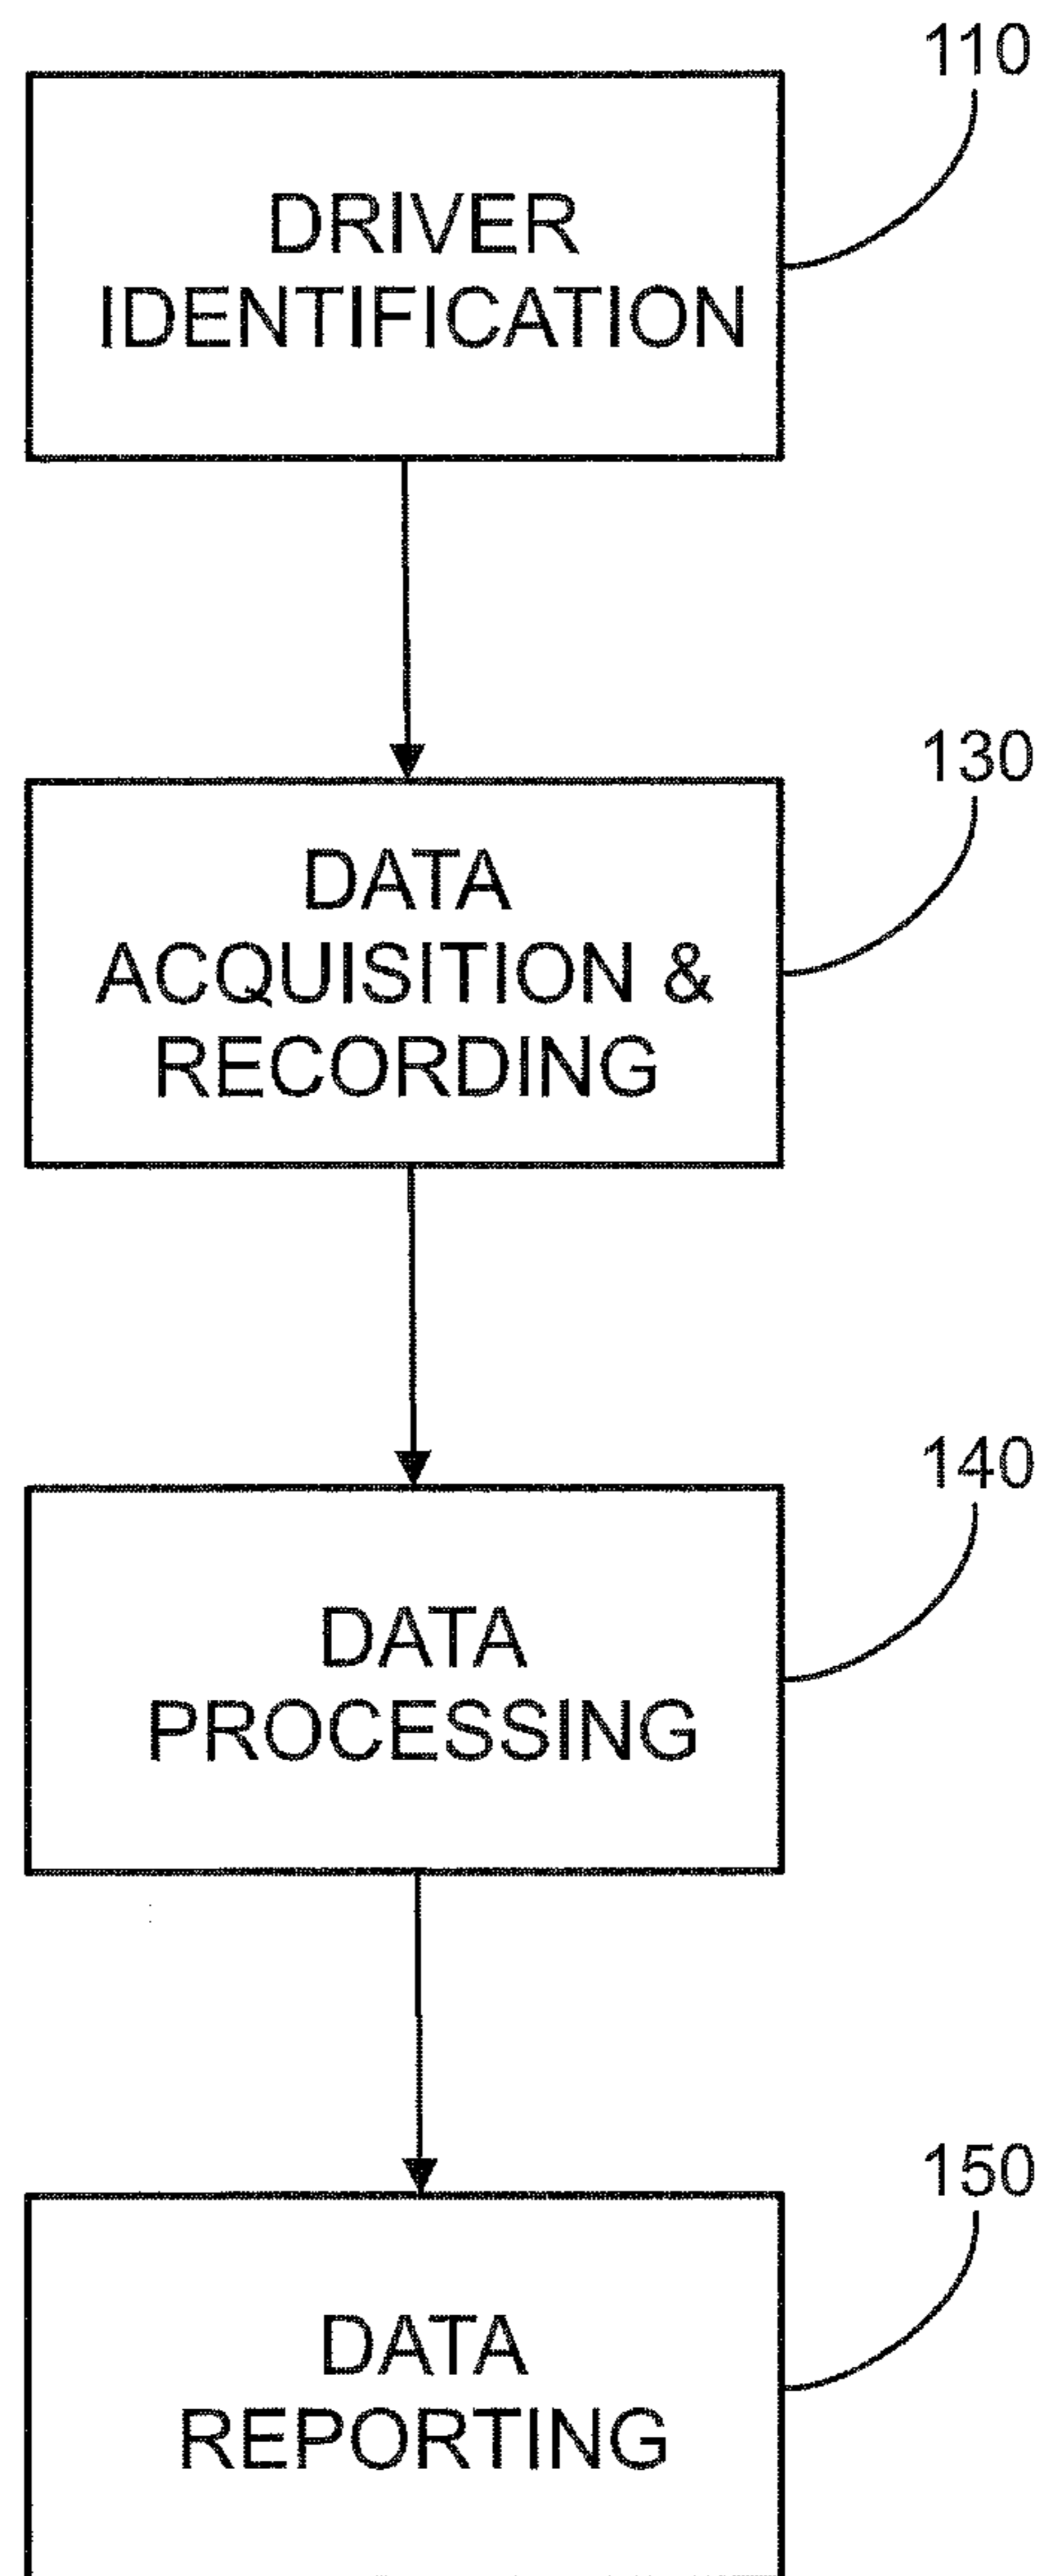 110
DRIVER
IDENTIFICATION
130
DATA
ACQUISITION &
RECORDING
140
DATA
PROCESSING
150
DATA
REPORTING